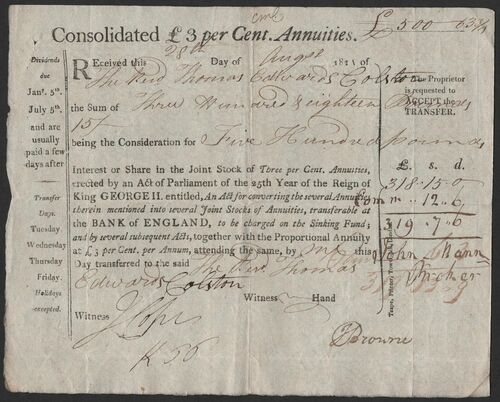 Consolidated £ 3 per Cent. Annuities.
£ 500
Dividends
due
Janʸ. 5ᵗʰ.
July 5ᵗʰ.
and are
usually
paid a few
days after
Transfer
Days.
Tuesday
Wednesday
Thursday
Friday.
Holidays
excepted.
Received this 28th Day of Augst 181
The Revd Thomas Edwards Colston
the Sum of Three Hundred & eighteen Pounds
15/
being the Consideration for Five Hundred pounds
Interest or Share in the Joint Stock of Three per Cent. Annuities,
erected by an Act of Parliament of the 25th Year of the Reign of
King GEORGE II. entitled, An Act for converting the several Annuities
therein mentioned into several Joint Stocks of Annuities, transferable at
the BANK of ENGLAND, to be charged on the Sinking Fund;
and by several subsequent Acts, together with the Proportional Annuity
at £ 3 per Cent. per Annum, attending the same, by this
Day transferred to the said The Revd Thomas
Edwards Colston
Witness Hand
Witness
J Cope
K 56
Browne
The Proprietor
is requested to
ACCEPT the
TRANSFER.
£. s. d.
318. 15. 0
Comm 12. 6
319. 7. 6
John Mann